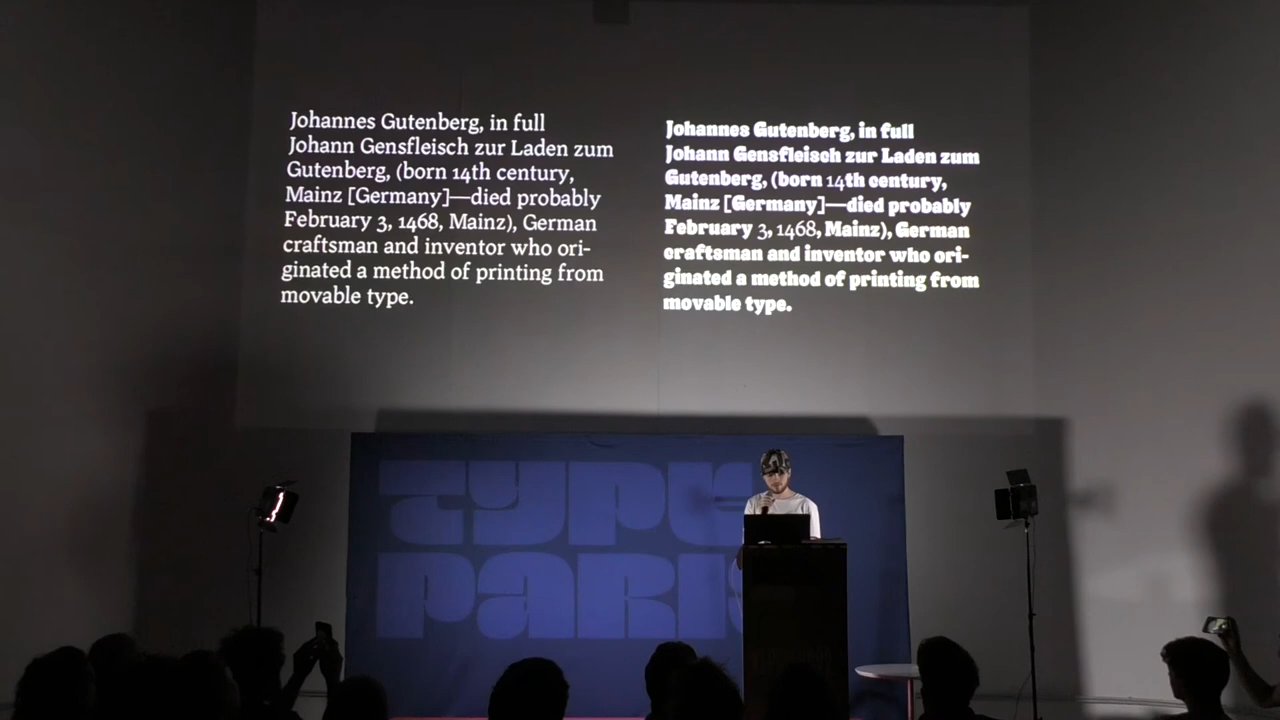 Johannes Gutenberg, in full
Johann Gensfleisch zur Laden zum
Gutenberg, (born 14th century,
Mainz [Germany]—died probably
February 3, 1468, Mainz), German
craftsman and inventor who ori-
ginated a method of printing from
movable type.
Johannes Gutenberg, in full
Johann Gensfleisch zur Laden zum
Gutenberg, (born 14th century,
Mainz [Germany]—died probably
February 3, 1468, Mainz), German
craftsman and inventor who ori-
ginated a method of printing from
movable type.
TYPE
PARIS